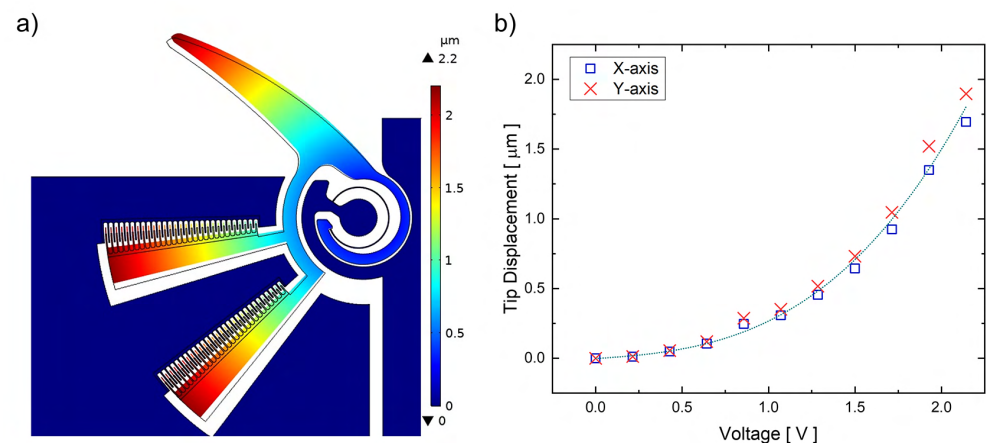 a)
µm
▲ 2.2
2
1.5
1
0.5
0
▼ 0
b)
X-axis
Y-axis
Tip Displacement [ µm ]
2.0
1.5
1.0
0.5
0.0
0.0 0.5 1.0 1.5 2.0
Voltage [ V ]